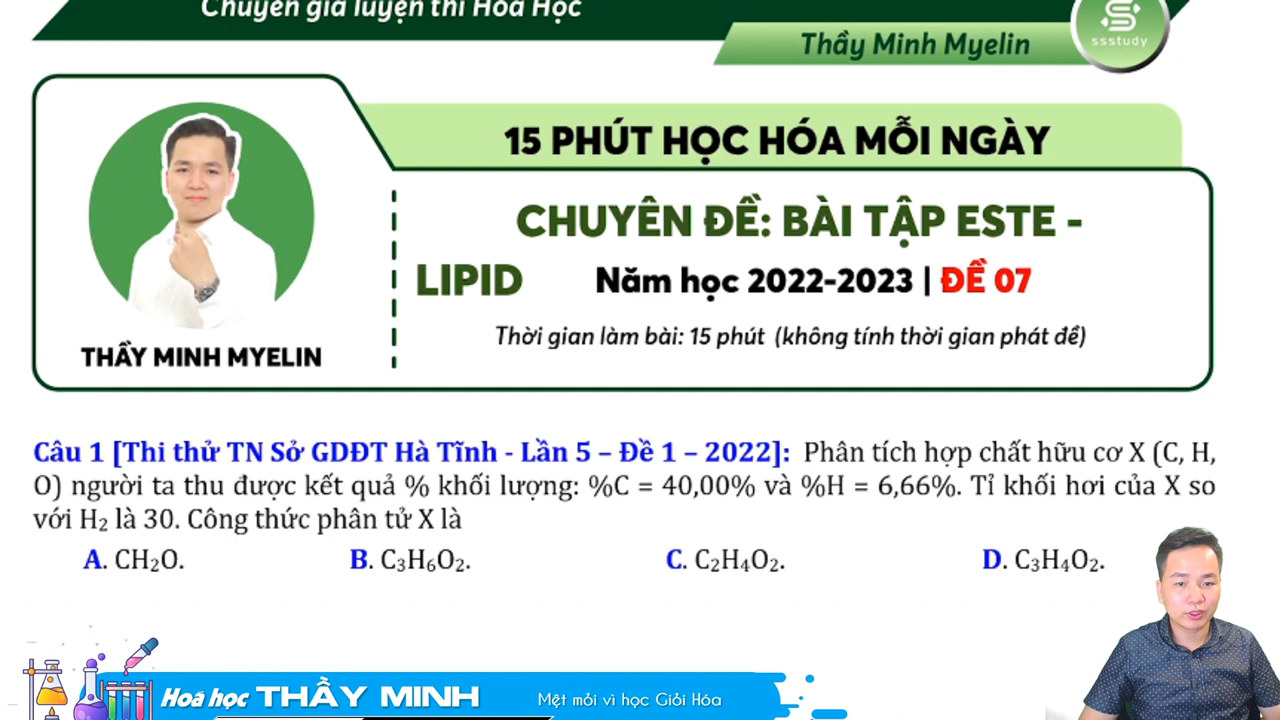 Chuyên gia luyện thi Hóa Học
Thầy Minh Myelin
ssstudy
15 PHÚT HỌC HÓA MỖI NGÀY
CHUYÊN ĐỀ: BÀI TẬP ESTE -
LIPID Năm học 2022-2023 | ĐỀ 07
Thời gian làm bài: 15 phút (không tính thời gian phát đề)
THẦY MINH MYELIN
Câu 1 [Thi thử TN Sở GDĐT Hà Tĩnh - Lần 5 – Đề 1 – 2022]: Phân tích hợp chất hữu cơ X (C, H,
O) người ta thu được kết quả % khối lượng: %C = 40,00% và %H = 6,66%. Tỉ khối hơi của X so
với H₂ là 30. Công thức phân tử X là
A. CH₂O. B. C₃H₆O₂. C. C₂H₄O₂. D. C₃H₄O₂.
Hoá học THẦY MINH Mệt mỏi vì học Giỏi Hóa